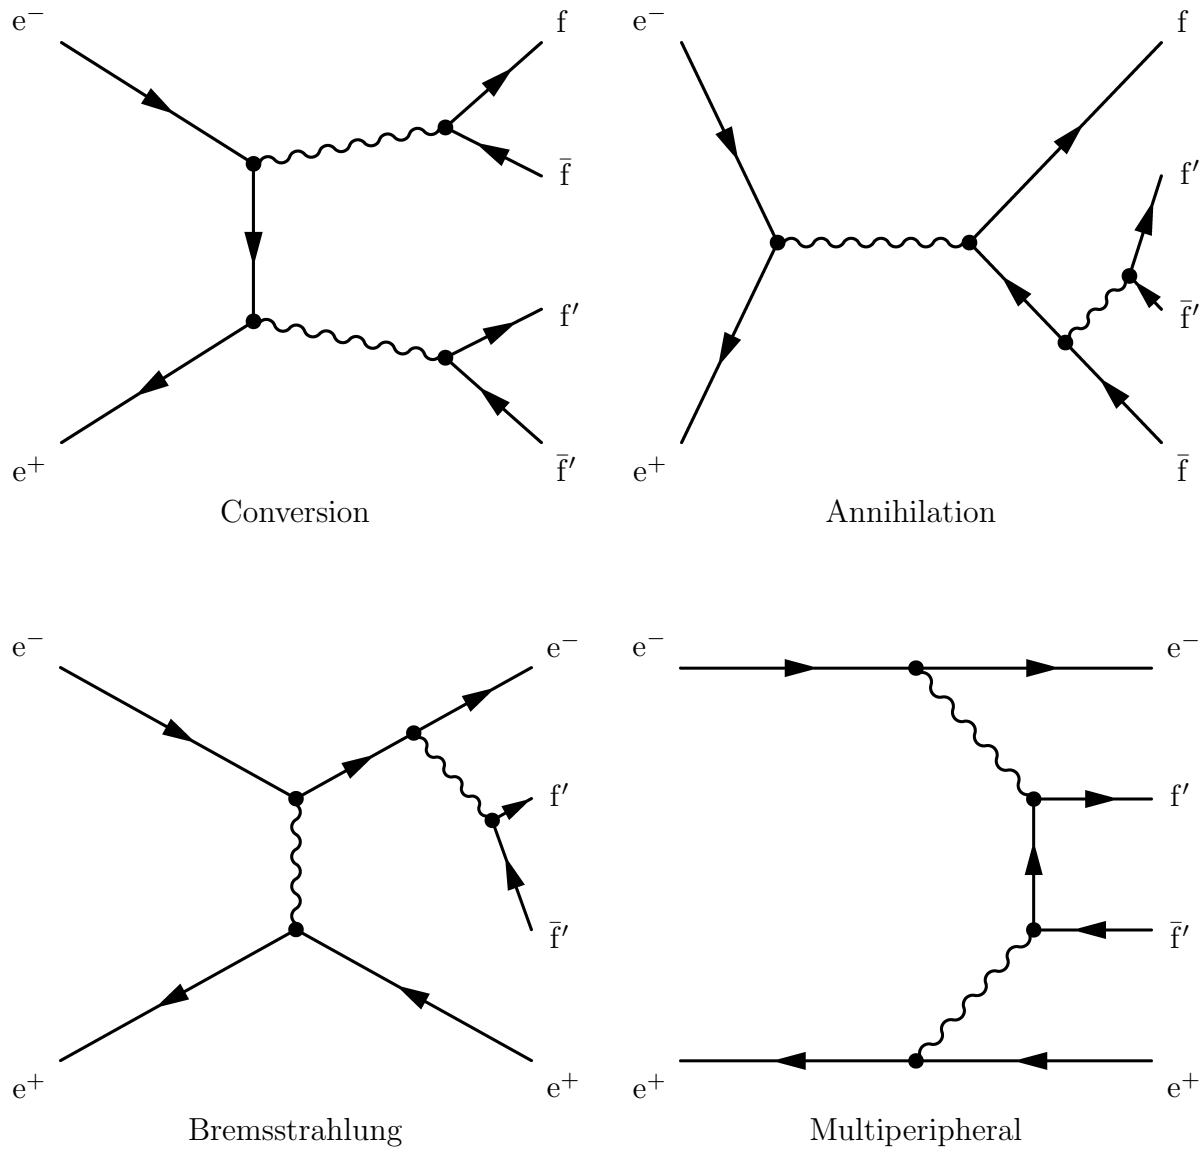 e⁻ f e⁻ f
f̄ f′
f′ f̄′
e⁺ f̄′ e⁺ f̄
Conversion Annihilation
e⁻ e⁻ e⁻ e⁻
f′ f′
f̄′ f̄′
e⁺ e⁺ e⁺ e⁺
Bremsstrahlung Multiperipheral